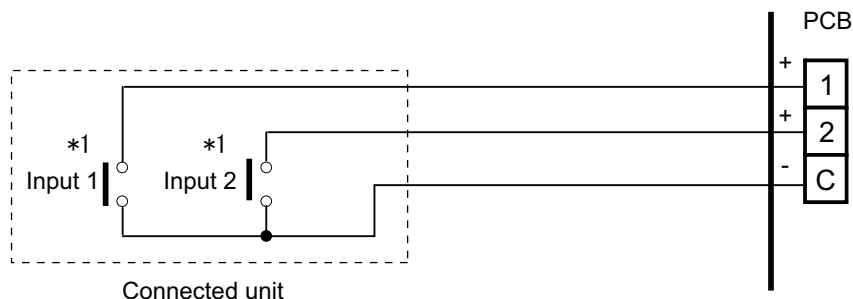 PCB
+
1
*1
*1
+
2
Input 1
Input 2
-
C
Connected unit